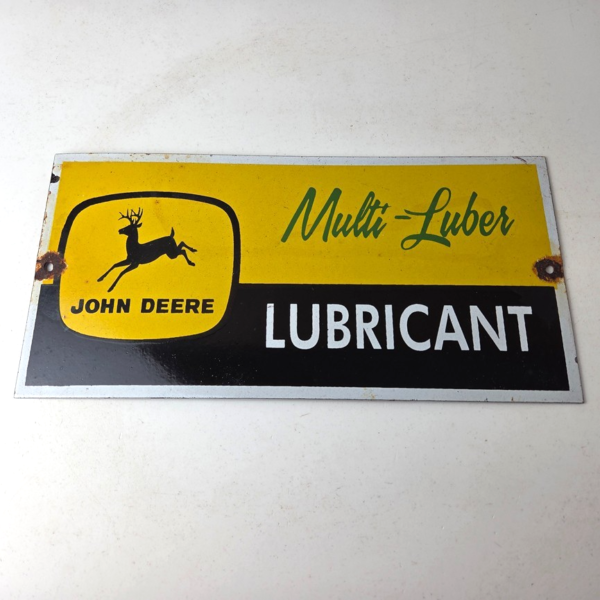 Multi-Luber
JOHN DEERE
LUBRICANT